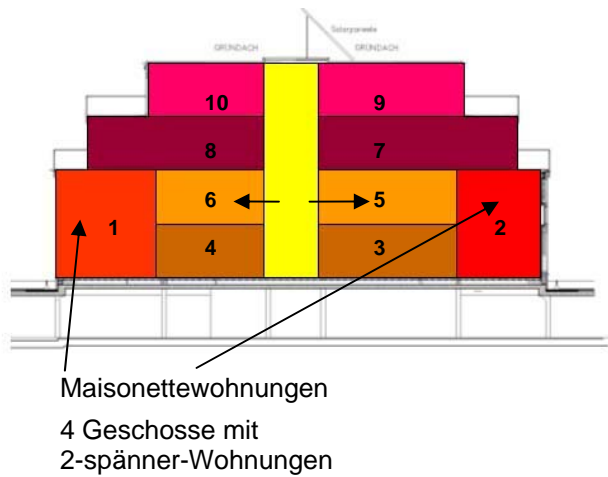 Solarpaneele
GRÜNDACH GRÜNDACH
10 9
8 7
6 5
1 2
4 3
Maisonettewohnungen
4 Geschosse mit
2-spänner-Wohnungen